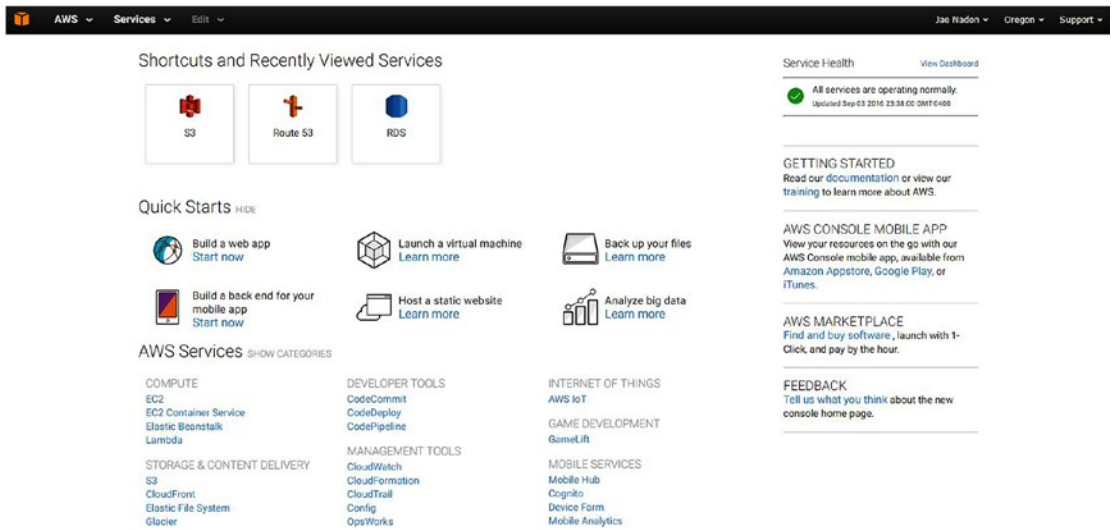 AWS Services Edit Jae Nadon Oregon Support
Shortcuts and Recently Viewed Services
S3 Route 53 RDS
Quick Starts HIDE
Build a web app
Start now
Launch a virtual machine
Learn more
Back up your files
Learn more
Build a back end for your
mobile app
Start now
Host a static website
Learn more
Analyze big data
Learn more
AWS Services SHOW CATEGORIES
COMPUTE
EC2
EC2 Container Service
Elastic Beanstalk
Lambda
STORAGE & CONTENT DELIVERY
S3
CloudFront
Elastic File System
Glacier
DEVELOPER TOOLS
CodeCommit
CodeDeploy
CodePipeline
MANAGEMENT TOOLS
CloudWatch
CloudFormation
CloudTrail
Config
OpsWorks
INTERNET OF THINGS
AWS IoT
GAME DEVELOPMENT
GameLift
MOBILE SERVICES
Mobile Hub
Cognito
Device Farm
Mobile Analytics
Service Health View Dashboard
All services are operating normally.
Updated Sep 03 2016 23:38:00 GMT-0400
GETTING STARTED
Read our documentation or view our
training to learn more about AWS.
AWS CONSOLE MOBILE APP
View your resources on the go with our
AWS Console mobile app, available from
Amazon Appstore, Google Play, or
iTunes.
AWS MARKETPLACE
Find and buy software , launch with 1-
Click, and pay by the hour.
FEEDBACK
Tell us what you think about the new
console home page.